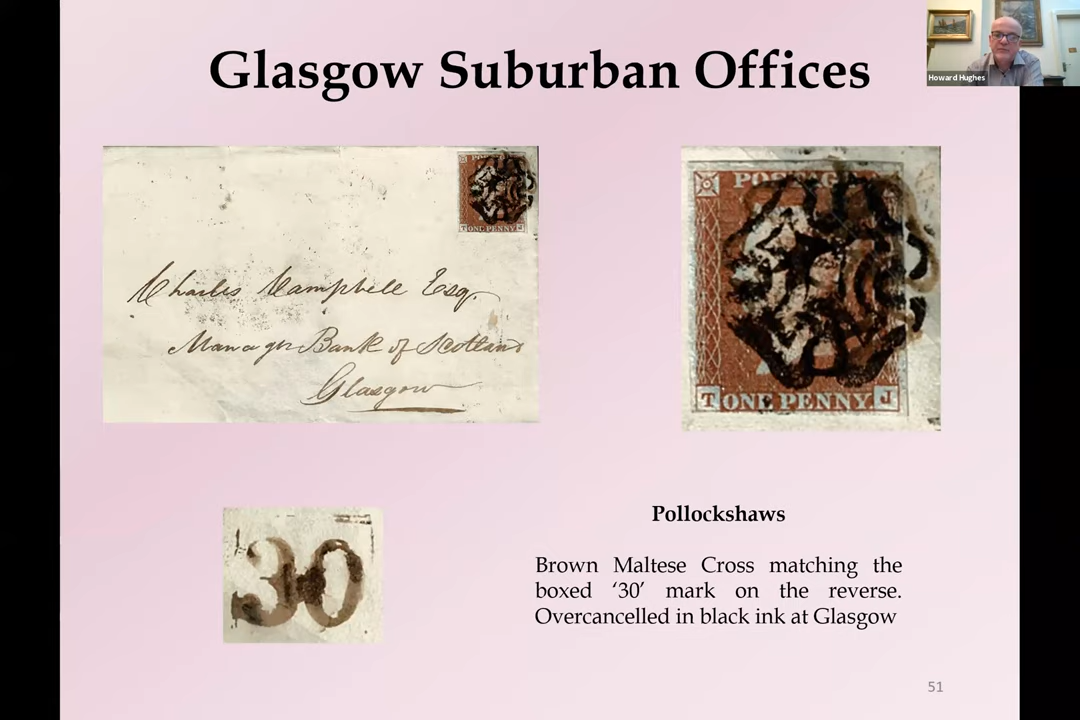 Glasgow Suburban Offices
Howard Hughes
POSTAGE
T ONE PENNY. J
Charles Campbell Esq.
Manager Bank of Scotland
Glasgow
POSTAGE
T ONE PENNY. J
30
Pollockshaws
Brown Maltese Cross matching the
boxed ‘30’ mark on the reverse.
Overcancelled in black ink at Glasgow
51